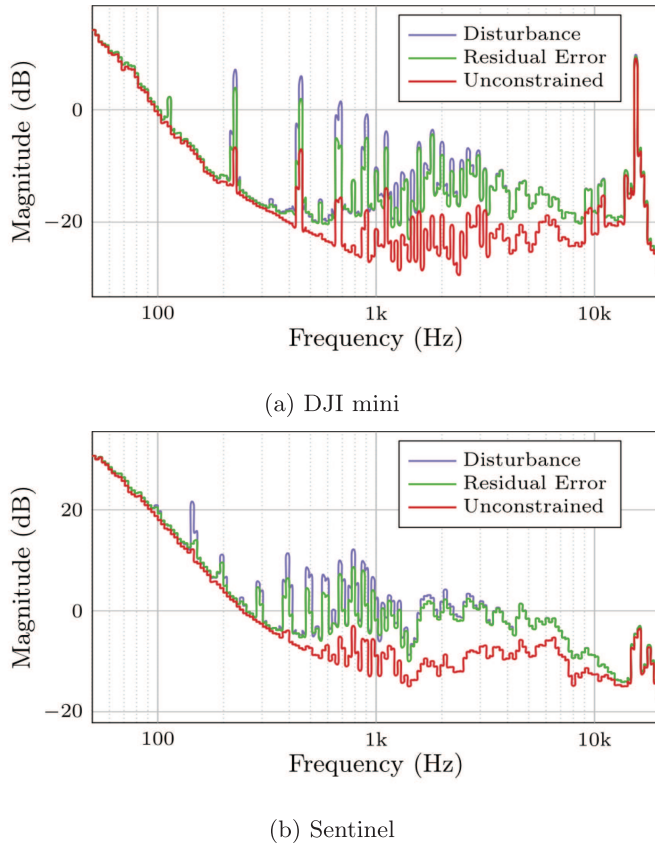 Disturbance
Residual Error
Unconstrained
0
−20
Magnitude (dB)
100
1k
10k
Frequency (Hz)
(a) DJI mini
Disturbance
Residual Error
Unconstrained
20
0
−20
Magnitude (dB)
100
1k
10k
Frequency (Hz)
(b) Sentinel